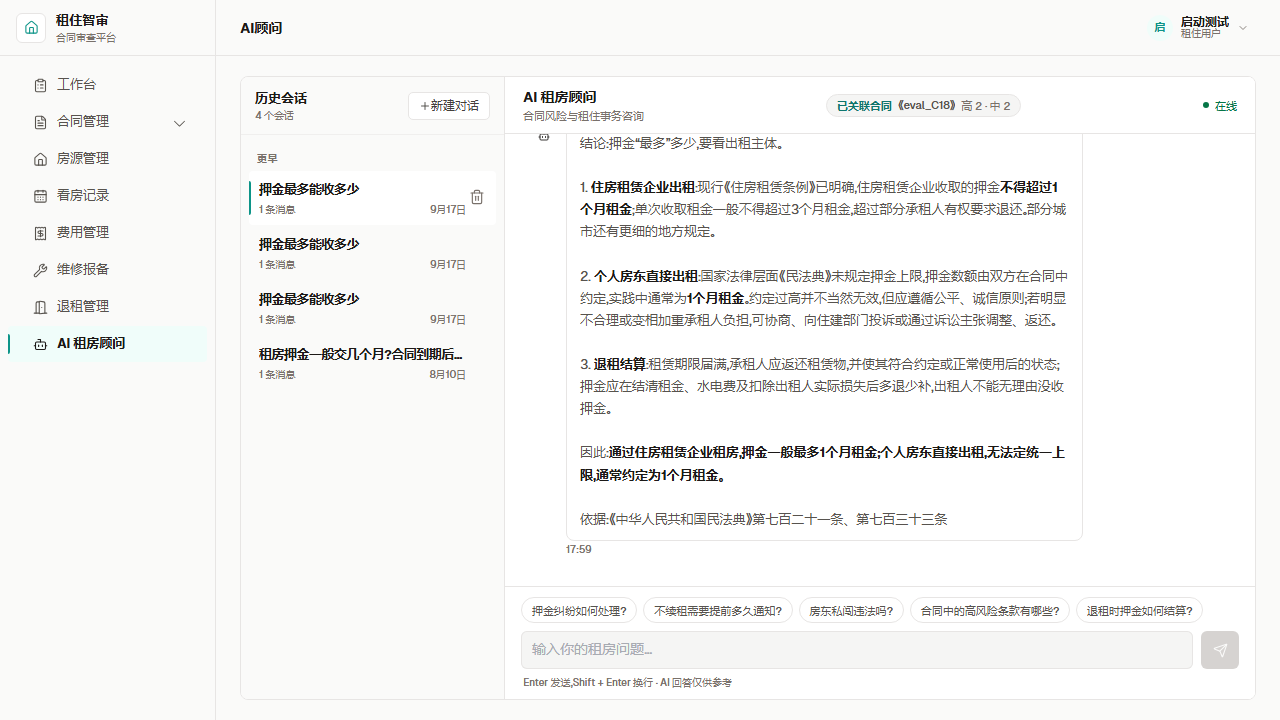 租住智审
合同审查平台
工作台
合同管理
房源管理
看房记录
费用管理
维修报备
退租管理
AI 租房顾问
AI顾问
启
启动测试
租住用户
历史会话
4 个会话
+新建对话
更早
押金最多能收多少
1 条消息
9月17日
押金最多能收多少
1 条消息
9月17日
押金最多能收多少
1 条消息
9月17日
租房押金一般交几个月?合同到期后...
1 条消息
8月10日
AI 租房顾问
合同风险与租住事务咨询
已关联合同《eval_C18》高 2 · 中 2
在线
结论:押金“最多”多少,要看出租主体。
1. 住房租赁企业出租:现行《住房租赁条例》已明确,住房租赁企业收取的押金不得超过1
个月租金;单次收取租金一般不得超过3个月租金,超过部分承租人有权要求退还。部分城
市还有更细的地方规定。
2. 个人房东直接出租:国家法律层面《民法典》未规定押金上限,押金数额由双方在合同中
约定,实践中通常为1个月租金。约定过高并不当然无效,但应遵循公平、诚信原则;若明显
不合理或变相加重承租人负担,可协商、向住建部门投诉或通过诉讼主张调整、返还。
3. 退租结算:租赁期限届满,承租人应返还租赁物,并使其符合约定或正常使用后的状态;
押金应在结清租金、水电费及扣除出租人实际损失后多退少补,出租人不能无理由没收
押金。
因此:通过住房租赁企业租房,押金一般最多1个月租金;个人房东直接出租,无法定统一上
限,通常约定为1个月租金。
依据:《中华人民共和国民法典》第七百二十一条、第七百三十三条
17:59
押金纠纷如何处理?
不续租需要提前多久通知?
房东私闯违法吗?
合同中的高风险条款有哪些?
退租时押金如何结算?
输入你的租房问题...
Enter 发送,Shift + Enter 换行 · AI 回答仅供参考